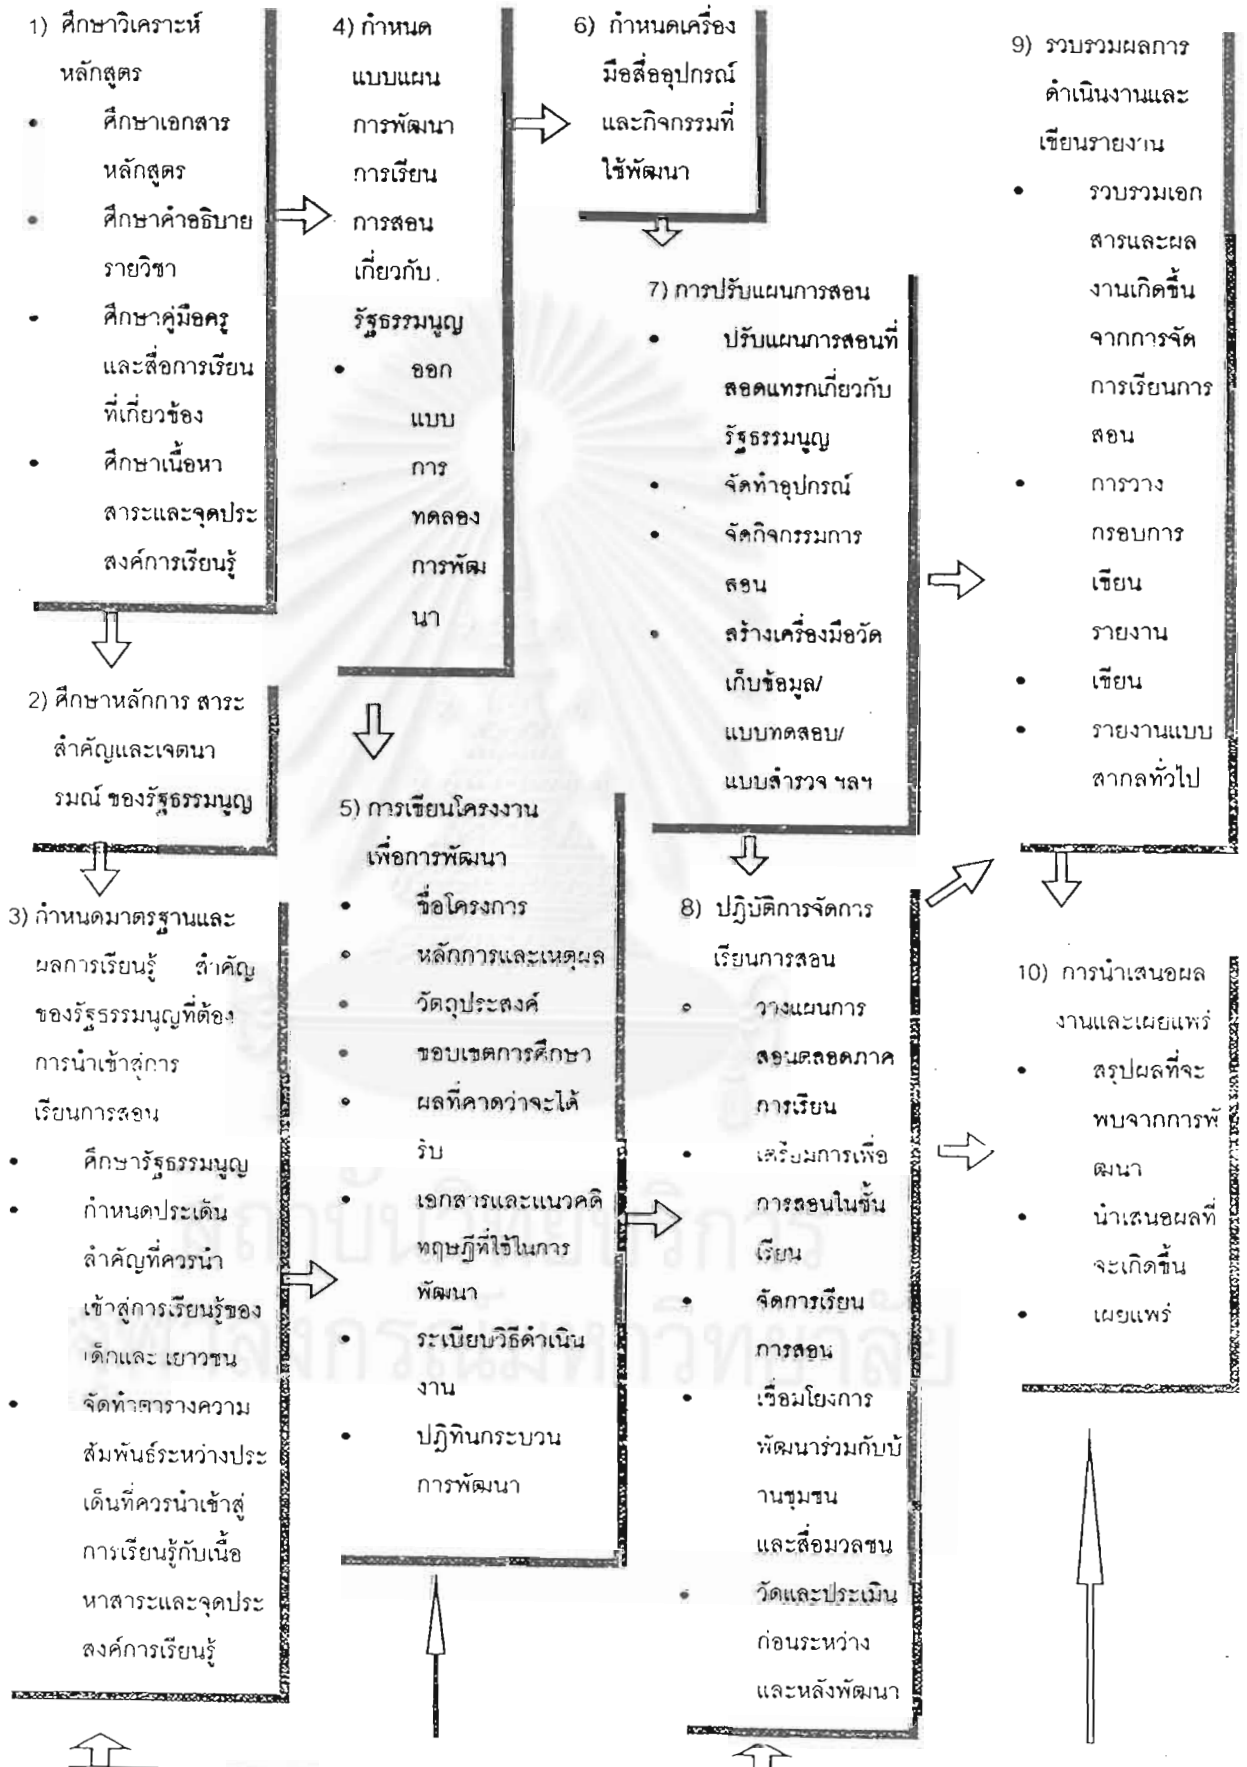 1) ศึกษาวิเคราะห์
หลักสูตร
• ศึกษาเอกสาร
หลักสูตร
• ศึกษาคำอธิบาย
รายวิชา
• ศึกษาคู่มือครู
และสื่อการเรียน
ที่เกี่ยวข้อง
• ศึกษาเนื้อหา
สาระและจุดประ
สงค์การเรียนรู้
2) ศึกษาหลักการ สาระ
สำคัญและเจตนา
รมณ์ ของรัฐธรรมนูญ
3) กำหนดมาตรฐานและ
ผลการเรียนรู้ สำคัญ
ของรัฐธรรมนูญที่ต้อง
การนำเข้าสู่การ
เรียนการสอน
• ศึกษารัฐธรรมนูญ
• กำหนดประเด็น
สำคัญที่ควรนำ
เข้าสู่การเรียนรู้ของ
เด็กและ เยาวชน
• จัดทำตารางความ
สัมพันธ์ระหว่างประ
เด็นที่ควรนำเข้าสู่
การเรียนรู้กับเนื้อ
หาสาระและจุดประ
สงค์การเรียนรู้
4) กำหนด
แบบแผน
การพัฒนา
การเรียน
การสอน
เกี่ยวกับ
รัฐธรรมนูญ
• ออก
แบบ
การ
ทดลอง
การพัฒ
นา
5) การเขียนโครงงาน
เพื่อการพัฒนา
• ชื่อโครงการ
• หลักการและเหตุผล
• วัตถุประสงค์
• ขอบเขตการศึกษา
• ผลที่คาดว่าจะได้
รับ
• เอกสารและแนวคดิ
ทฤษฎีที่ใช้ในการ
พัฒนา
• ระเบียบวิธีดำเนิน
งาน
• ปฏิทินกระบวน
การพัฒนา
6) กำหนดเครื่อง
มือสื่ออุปกรณ์
และกิจกรรมที่
ใช้พัฒนา
7) การปรับแผนการสอน
• ปรับแผนการสอนที่
สอดแทรกเกี่ยวกับ
รัฐธรรมนูญ
• จัดทำอุปกรณ์
• จัดกิจกรรมการ
สอน
• สร้างเครื่องมือวัด
เก็บข้อมูล/
แบบทดสอบ/
แบบสำรวจ ฯลฯ
8) ปฏิบัติการจัดการ
เรียนการสอน
• วางแผนการ
สอนตลอดภาค
การเรียน
• เตรียมการเพื่อ
การสอนในชั้น
เรียน
• จัดการเรียน
การสอน
• เชื่อมโยงการ
พัฒนาร่วมกับบ้
านชุมชน
และสื่อมวลชน
• วัดและประเมิน
ก่อนระหว่าง
และหลังพัฒนา
9) รวบรวมผลการ
ดำเนินงานและ
เขียนรายงาน
• รวบรวมเอก
สารและผล
งานเกิดขึ้น
จากการจัด
การเรียนการ
สอน
• การวาง
กรอบการ
เขียน
รายงาน
• เขียน
• รายงานแบบ
สากลทั่วไป
10) การนำเสนอผล
งานและเผยแพร่
• สรุปผลที่จะ
พบจากการพั
ฒนา
• นำเสนอผลที่
จะเกิดขึ้น
• เผยแพร่
สถาบันวิทยบริการ
จุฬาลงกรณ์มหาวิทยาลัย